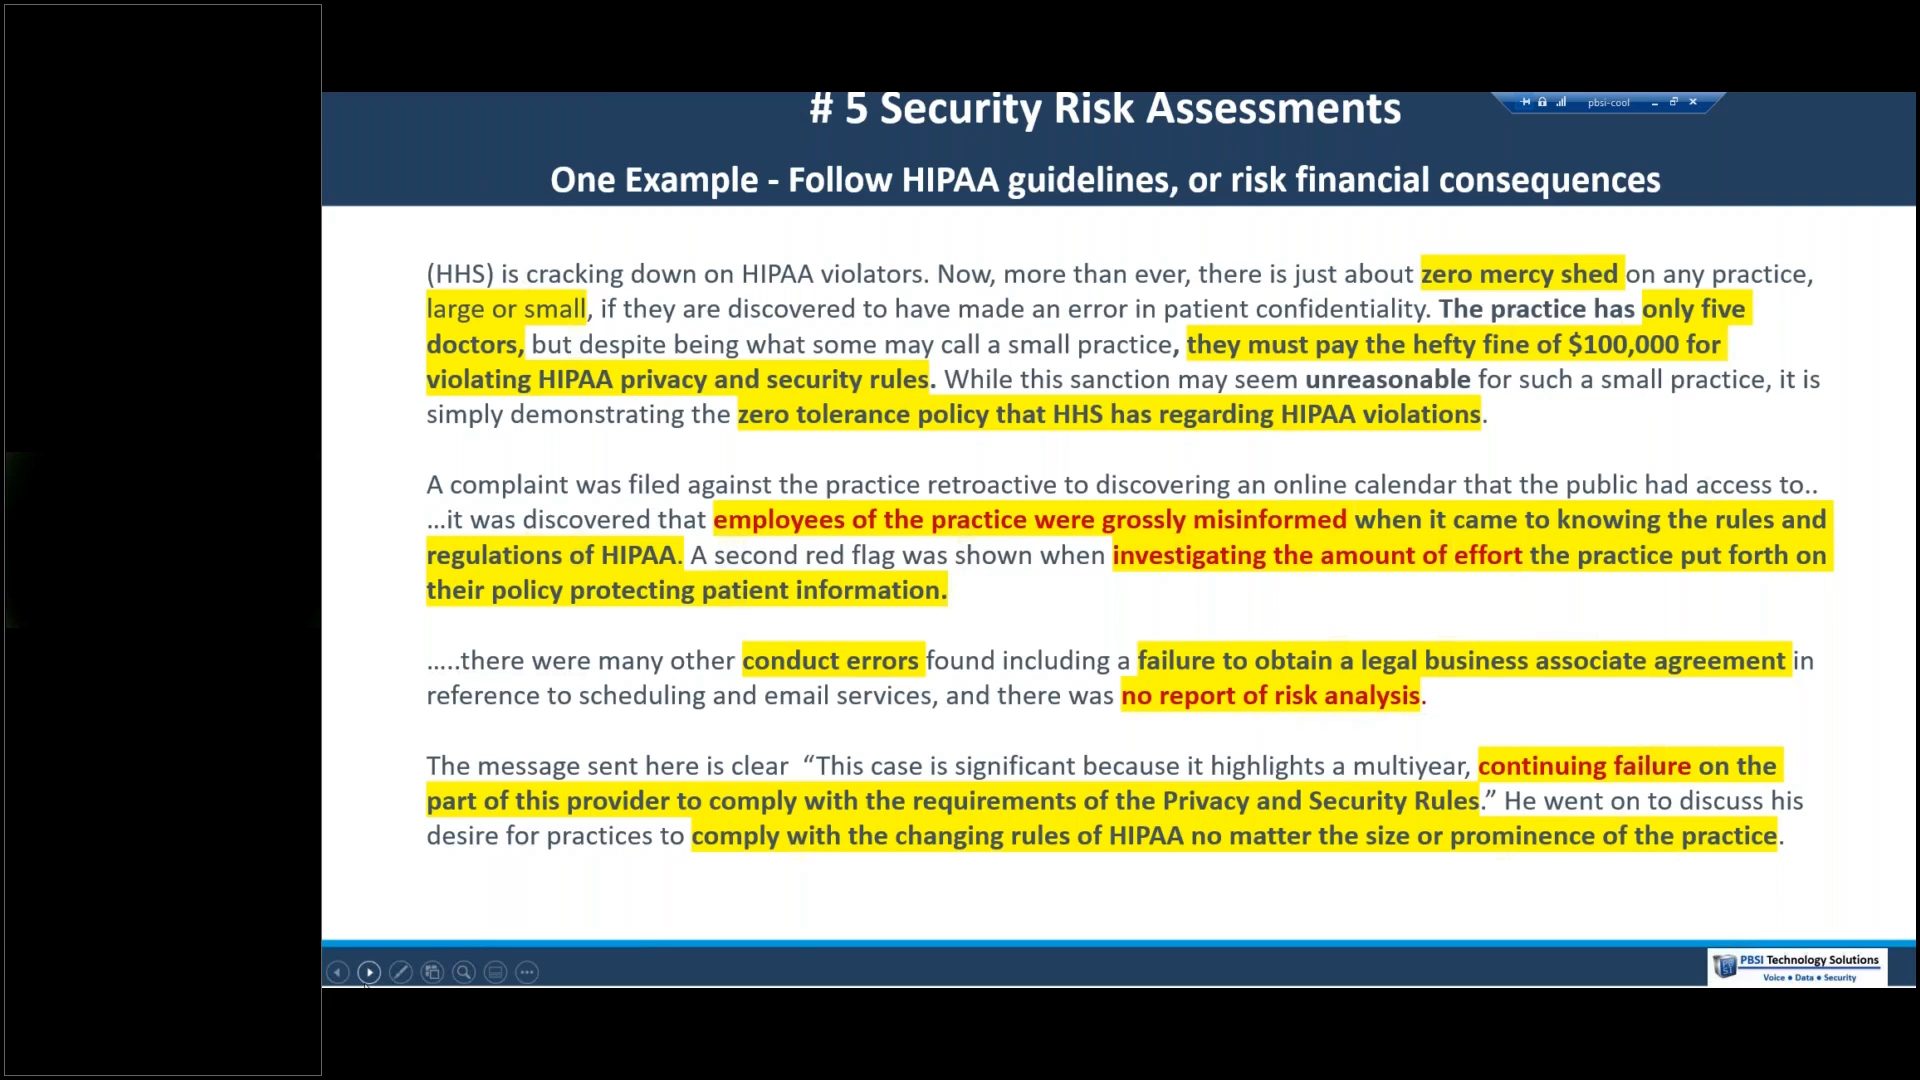 # 5 Security Risk Assessments
pbsi-cool
One Example - Follow HIPAA guidelines, or risk financial consequences
(HHS) is cracking down on HIPAA violators. Now, more than ever, there is just about zero mercy shed on any practice,
large or small, if they are discovered to have made an error in patient confidentiality. The practice has only five
doctors, but despite being what some may call a small practice, they must pay the hefty fine of $100,000 for
violating HIPAA privacy and security rules. While this sanction may seem unreasonable for such a small practice, it is
simply demonstrating the zero tolerance policy that HHS has regarding HIPAA violations.
A complaint was filed against the practice retroactive to discovering an online calendar that the public had access to..
...it was discovered that employees of the practice were grossly misinformed when it came to knowing the rules and
regulations of HIPAA. A second red flag was shown when investigating the amount of effort the practice put forth on
their policy protecting patient information.
.....there were many other conduct errors found including a failure to obtain a legal business associate agreement in
reference to scheduling and email services, and there was no report of risk analysis.
The message sent here is clear “This case is significant because it highlights a multiyear, continuing failure on the
part of this provider to comply with the requirements of the Privacy and Security Rules.” He went on to discuss his
desire for practices to comply with the changing rules of HIPAA no matter the size or prominence of the practice.
PBSI Technology Solutions
Voice • Data • Security